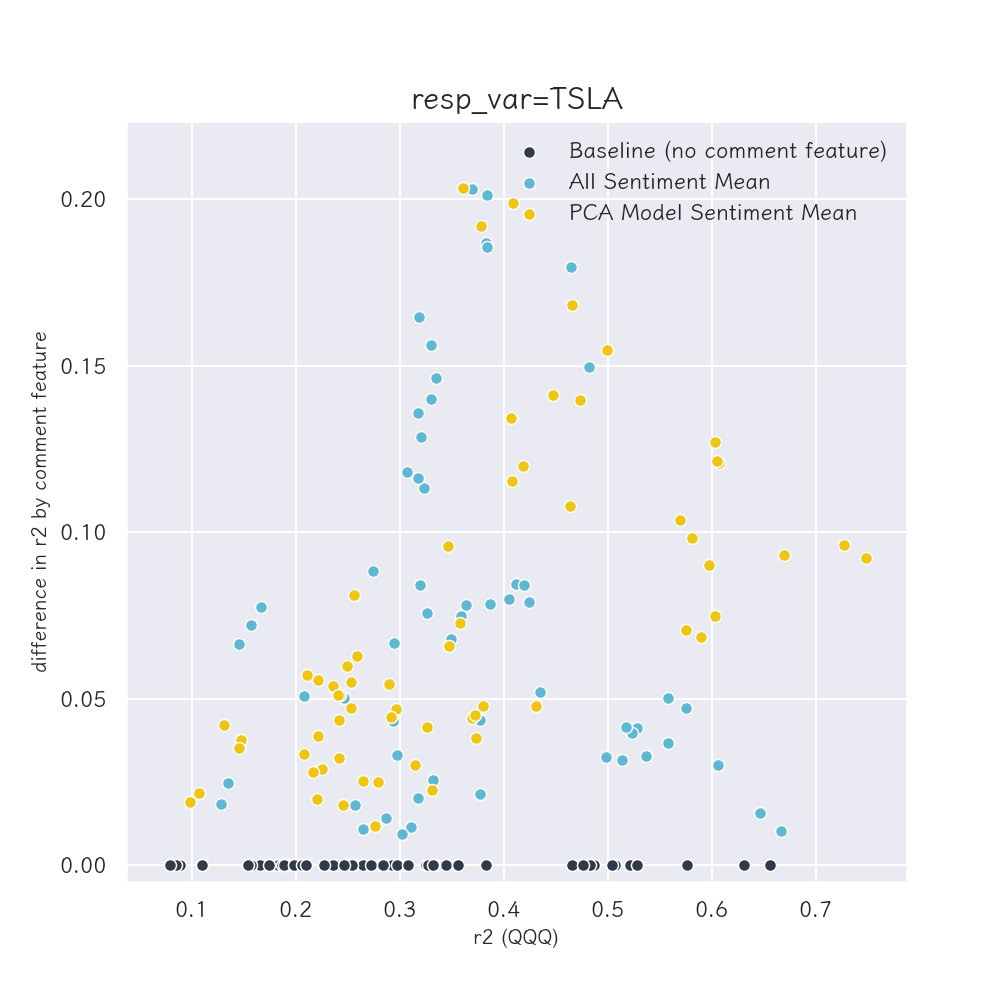 resp_var=TSLA
Baseline (no comment feature)
All Sentiment Mean
PCA Model Sentiment Mean
difference in r2 by comment feature
0.20
0.15
0.10
0.05
0.00
0.1 0.2 0.3 0.4 0.5 0.6 0.7
r2 (QQQ)